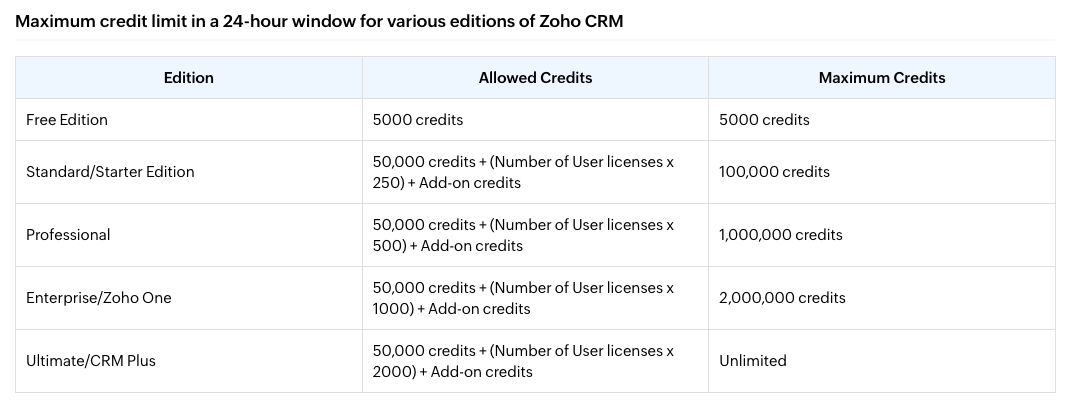 Maximum credit limit in a 24-hour window for various editions of Zoho CRM
Edition
Allowed Credits
Maximum Credits
Free Edition
5000 credits
5000 credits
Standard/Starter Edition
50,000 credits + (Number of User licenses x
250) + Add-on credits
100,000 credits
Professional
50,000 credits + (Number of User licenses x
500) + Add-on credits
1,000,000 credits
Enterprise/Zoho One
50,000 credits + (Number of User licenses x
1000) + Add-on credits
2,000,000 credits
Ultimate/CRM Plus
50,000 credits + (Number of User licenses x
2000) + Add-on credits
Unlimited